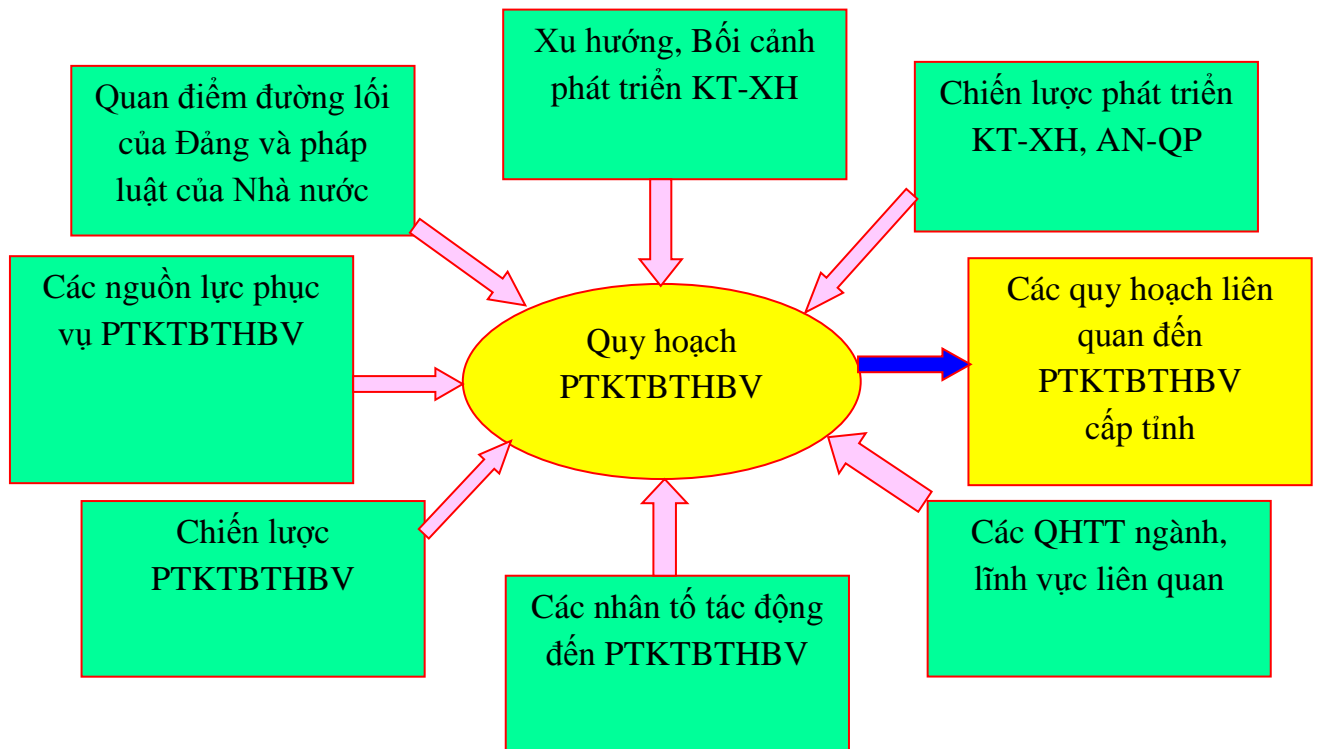 Xu hướng, Bối cảnh
phát triển KT-XH
Quan điểm đường lối
của Đảng và pháp
luật của Nhà nước
Chiến lược phát triển
KT-XH, AN-QP
Các nguồn lực phục
vụ PTKTBTHBV
Quy hoạch
PTKTBTHBV
Các quy hoạch liên
quan đến
PTKTBTHBV
cấp tỉnh
Chiến lược
PTKTBTHBV
Các nhân tố tác động
đến PTKTBTHBV
Các QHTT ngành,
lĩnh vực liên quan